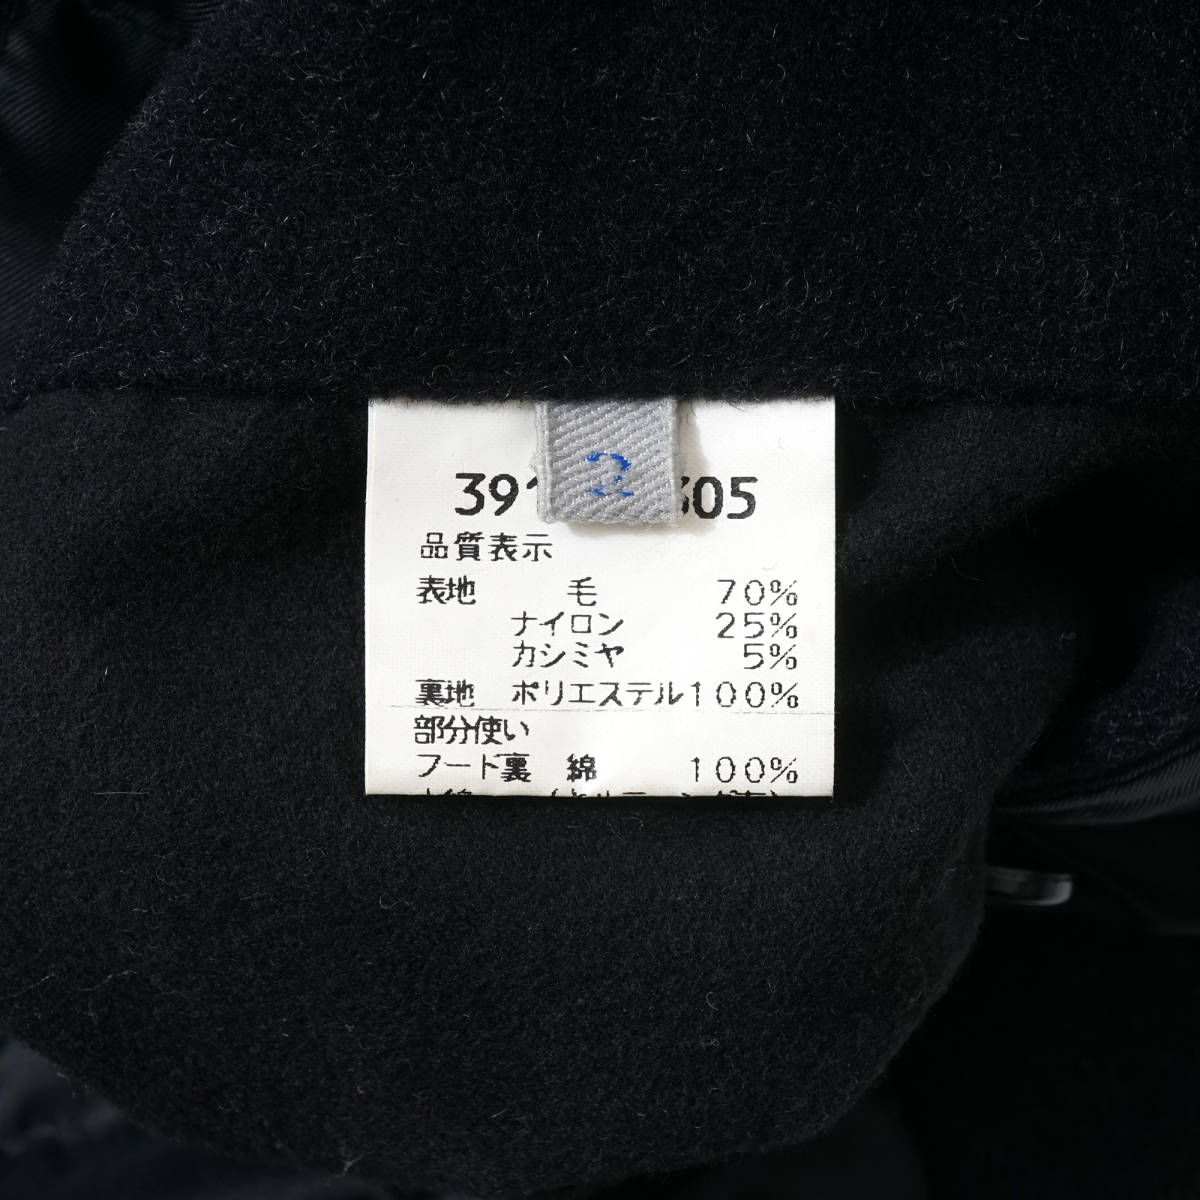 2
品質表示
表地 毛 70%
ナイロン 25%
カシミヤ 5%
裏地 ポリエステル100%
部分使い
フード裏 綿 100%